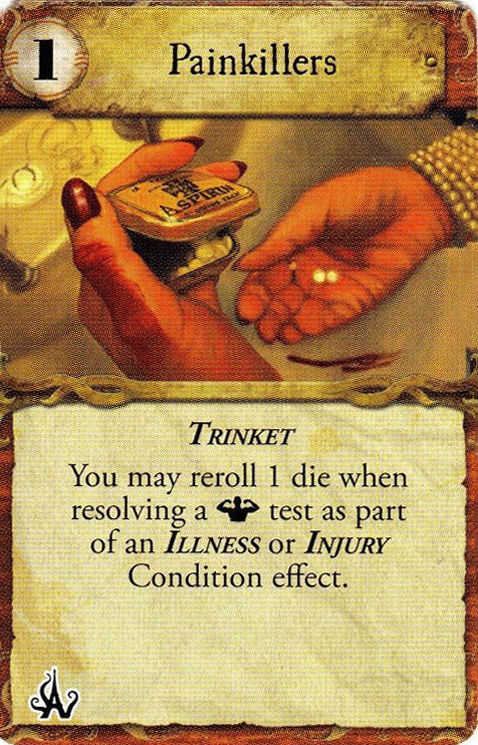 1
Painkillers
ASPIRIN
TRINKET
You may reroll 1 die when
resolving a test as part
of an ILLNESS or INJURY
Condition effect.